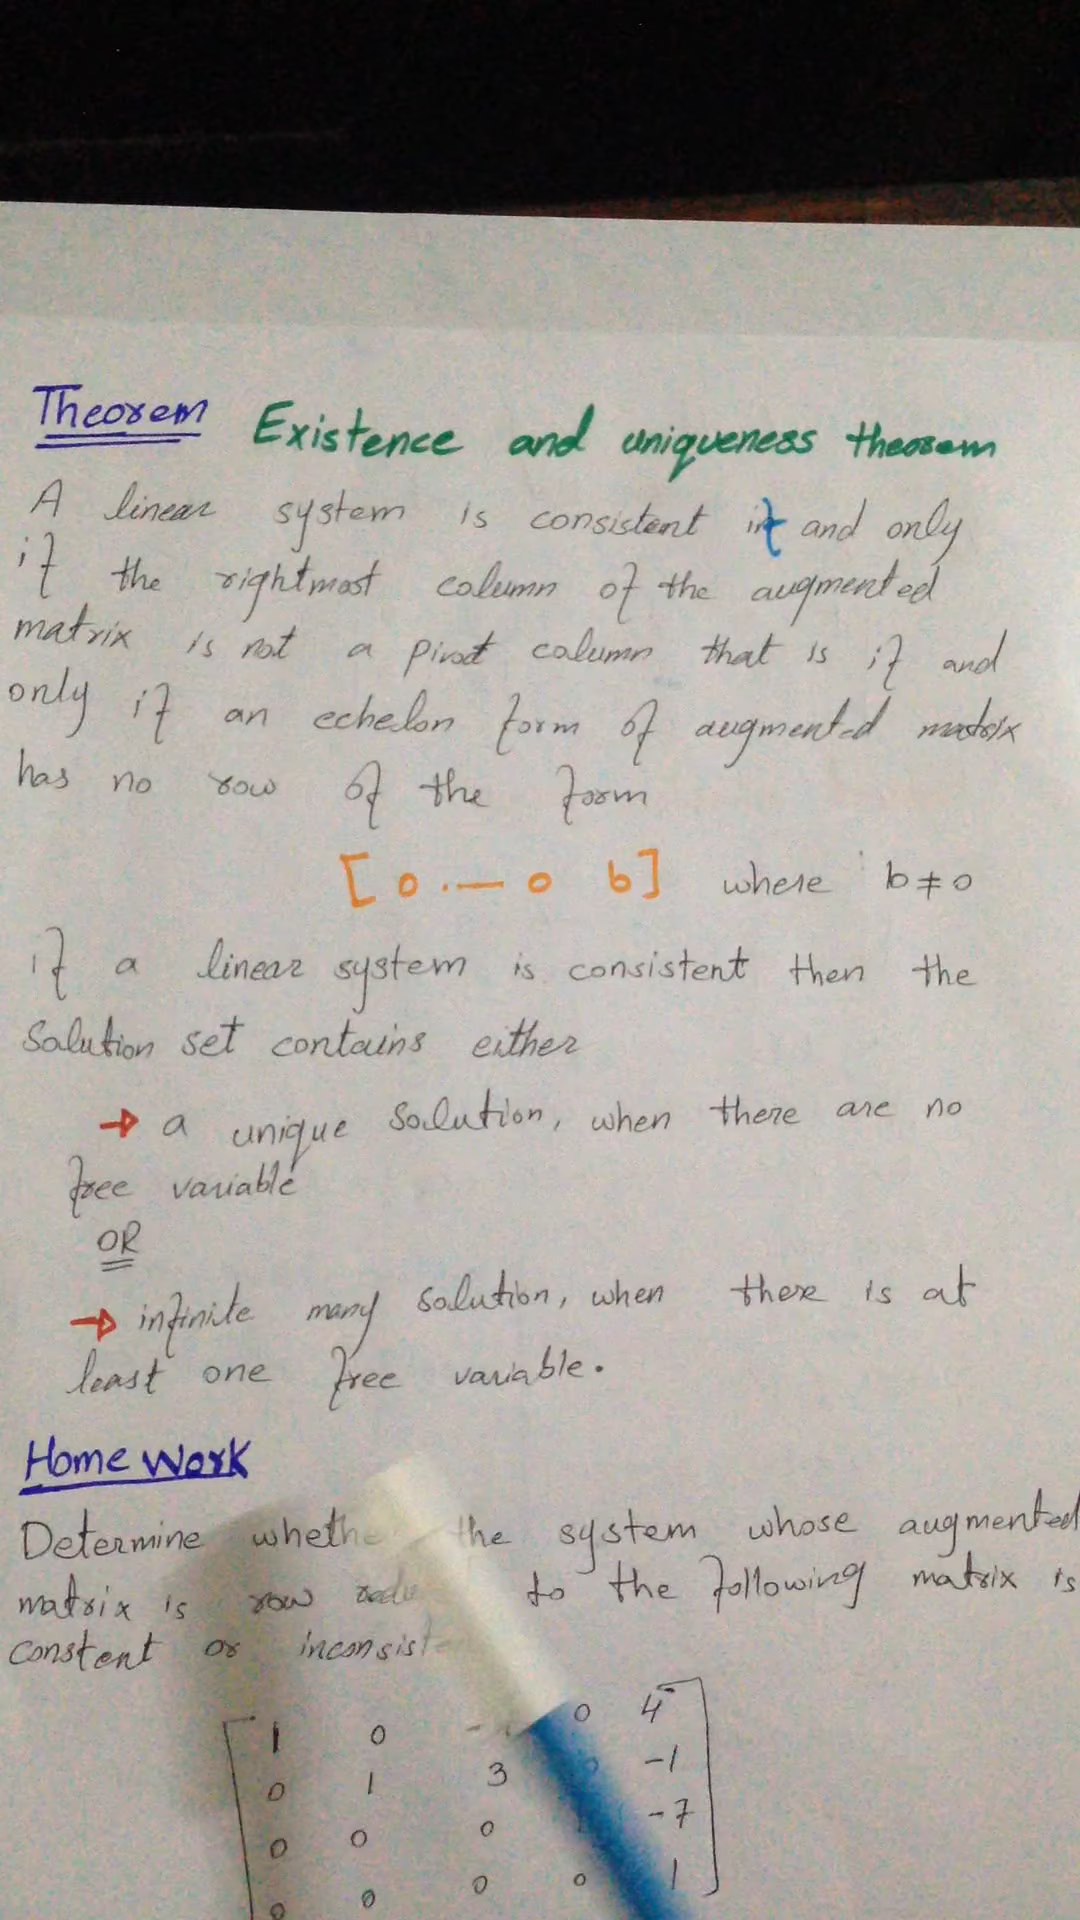 Theorem Existence and uniqueness theorem
A linear system is consistent if and only
if the rightmost column of the augmented
matrix is not a pivot column that is if and
only if an echelon form of augmented matrix
has no row of the form
[0 .— 0 b] where b≠0
if a linear system is consistent then the
Solution set contains either
→ a unique solution, when there are no
free variable
OR
→ infinite many solution, when there is at
least one free variable.
Home Work
Determine the system whose augmented
matrix is row to the following matrix is
constent or
1 0 0 4
0 1 3 -1
0 0 0 -7
0 0 0 0 1